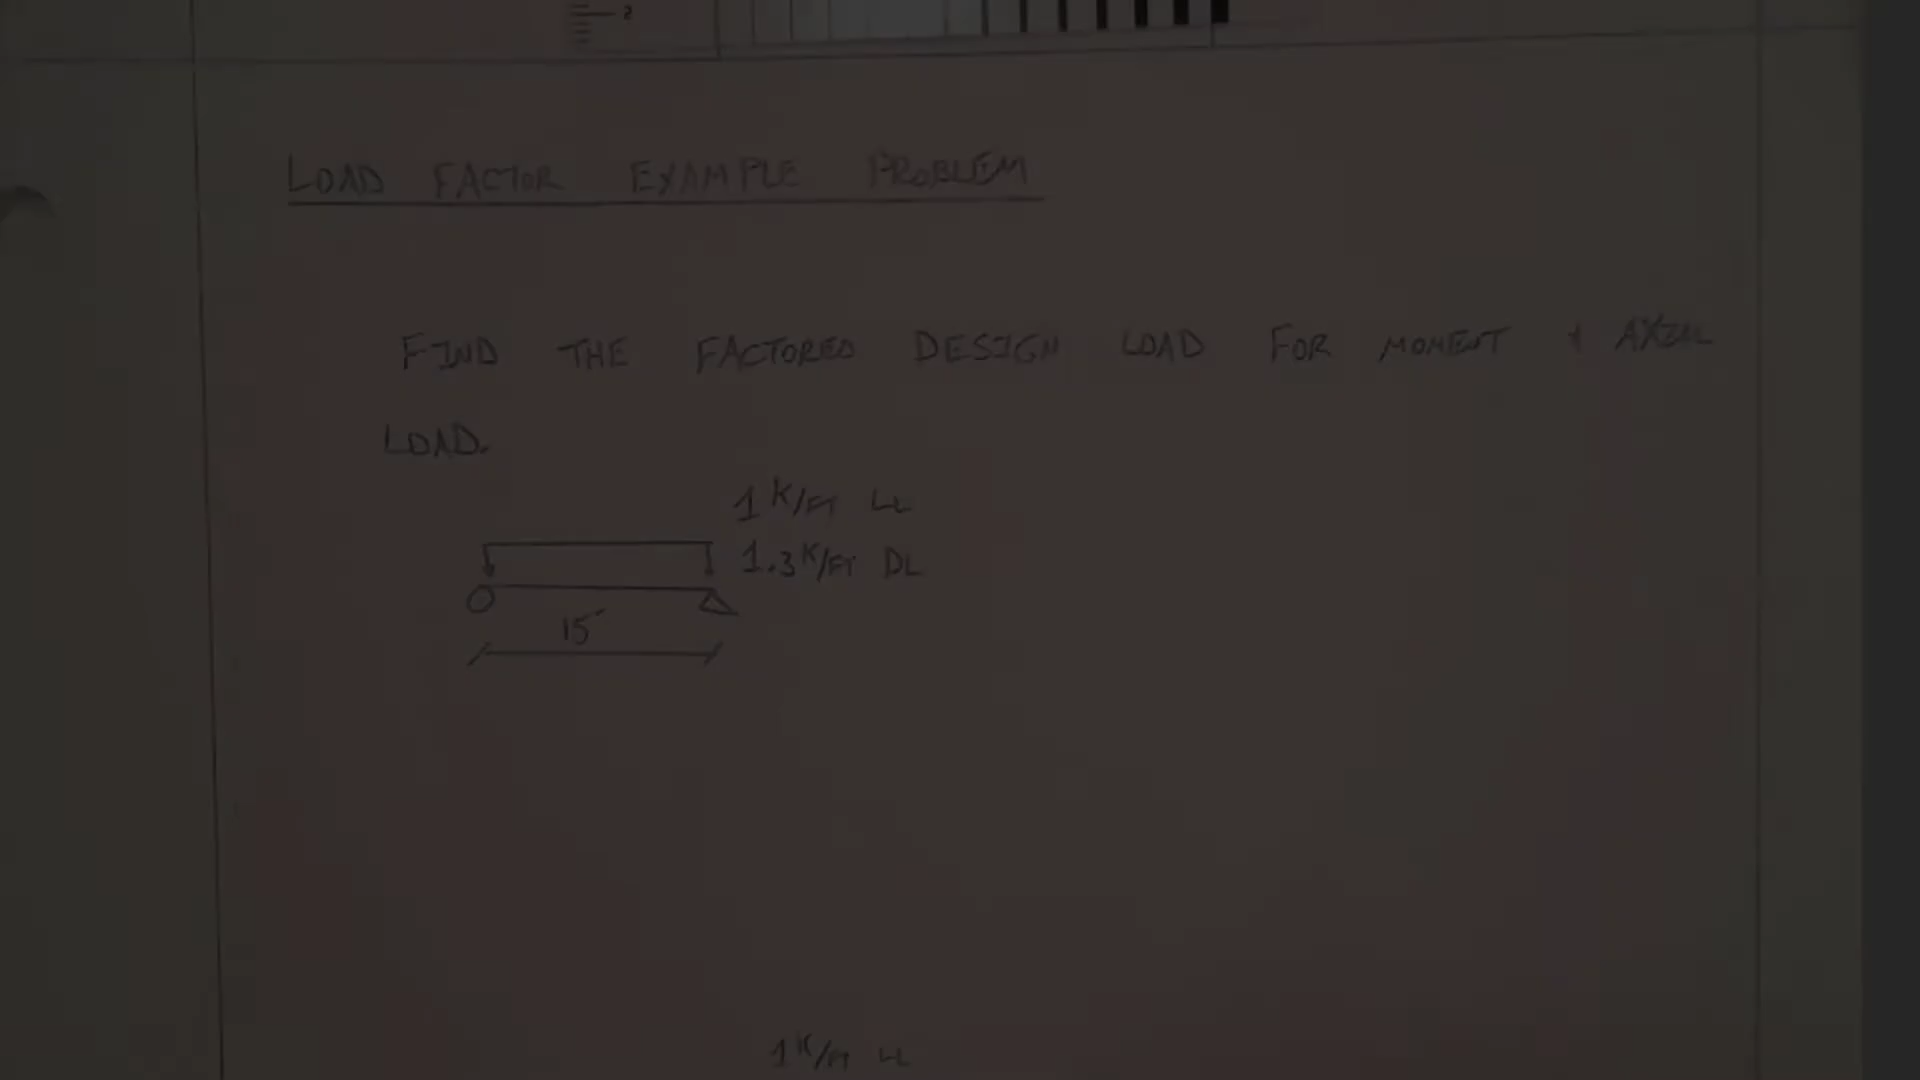 2
LOAD FACTOR EXAMPLE PROBLEM
FIND THE FACTORED DESIGN LOAD FOR MOMENT + AXIAL
LOAD.
1 K/FT LL
1.3 K/FT DL
15'
1 K/FT LL